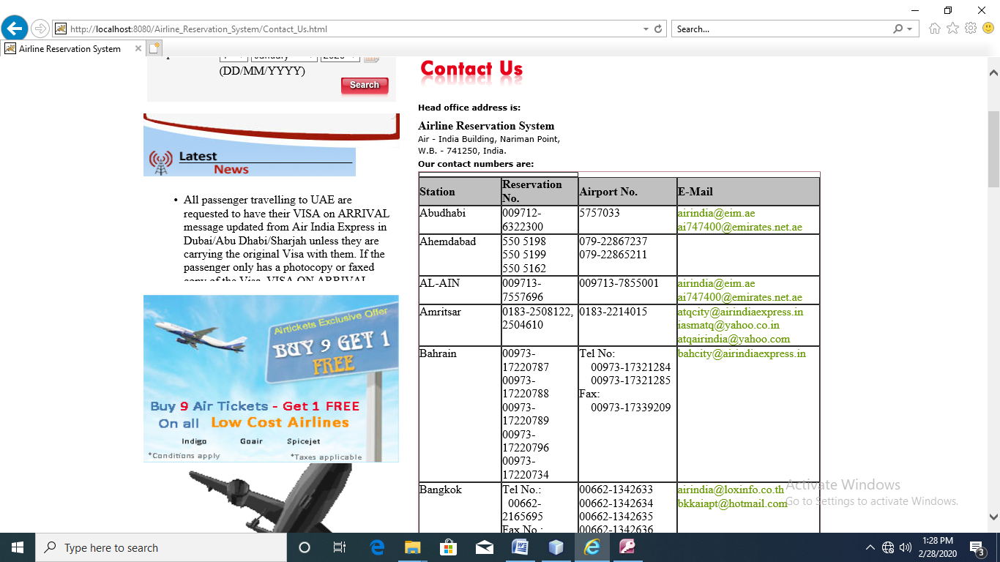 http://localhost:8080/Airline_Reservation_System/Contact_Us.html
Search...
Airline Reservation System
(DD/MM/YYYY)
Search
Latest
News
• All passenger travelling to UAE are
requested to have their VISA on ARRIVAL
message updated from Air India Express in
Dubai/Abu Dhabi/Sharjah unless they are
carrying the original Visa with them. If the
passenger only has a photocopy or faxed
copy of the Visa, VISA ON ARRIVAL
Airtickets Exclusive Offer
BUY 9 GET 1
FREE
Buy 9 Air Tickets - Get 1 FREE
On all Low Cost Airlines
Indigo Goair Spicejet
*Conditions apply *Taxes applicable
Contact Us
Head office address is:
Airline Reservation System
Air - India Building, Nariman Point,
W.B. - 741250, India.
Our contact numbers are:
Station Reservation No. Airport No. E-Mail
Abudhabi 009712- 5757033 airindia@eim.ae
6322300 ai747400@emirates.net.ae
Ahemdabad 550 5198 079-22867237
550 5199 079-22865211
550 5162
AL-AIN 009713- 009713-7855001 airindia@eim.ae
7557696 ai747400@emirates.net.ae
Amritsar 0183-2508122, 0183-2214015 atqcity@airindiaexpress.in
2504610 iasmatq@yahoo.co.in
atqairindia@yahoo.com
Bahrain 00973- Tel No: bahcity@airindiaexpress.in
17220787 00973-17321284
00973- 00973-17321285
17220788 Fax:
00973- 00973-17339209
17220789
00973-
17220796
00973-
17220734
Bangkok Tel No.: 00662-1342633 airindia@loxinfo.co.th
00662- 00662-1342634 bkkaiapt@hotmail.com
2165695 00662-1342635
Fax No.: 00662-1342636
Activate Windows
Go to Settings to activate Windows.
Type here to search
1:28 PM
2/28/2020
3